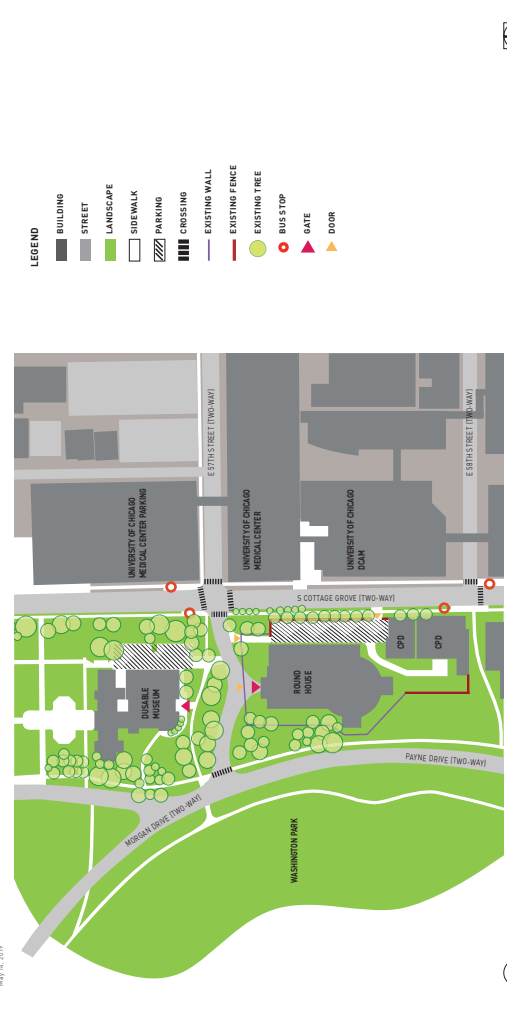 LEGEND
BUILDING
STREET
LANDSCAPE
SIDEWALK
PARKING
CROSSING
EXISTING WALL
EXISTING FENCE
EXISTING TREE
BUS STOP
GATE
DOOR
E 57TH STREET (TWO-WAY)
E 58TH STREET (TWO-WAY)
UNIVERSITY OF CHICAGO
MEDICAL CENTER PARKING
UNIVERSITY OF CHICAGO
MEDICAL CENTER
UNIVERSITY OF CHICAGO
DCAM
S COTTAGE GROVE (TWO-WAY)
CPD
CPD
DUSABLE
MUSEUM
ROUND
HOUSE
PAYNE DRIVE (TWO-WAY)
MORGAN DRIVE (TWO-WAY)
WASHINGTON PARK